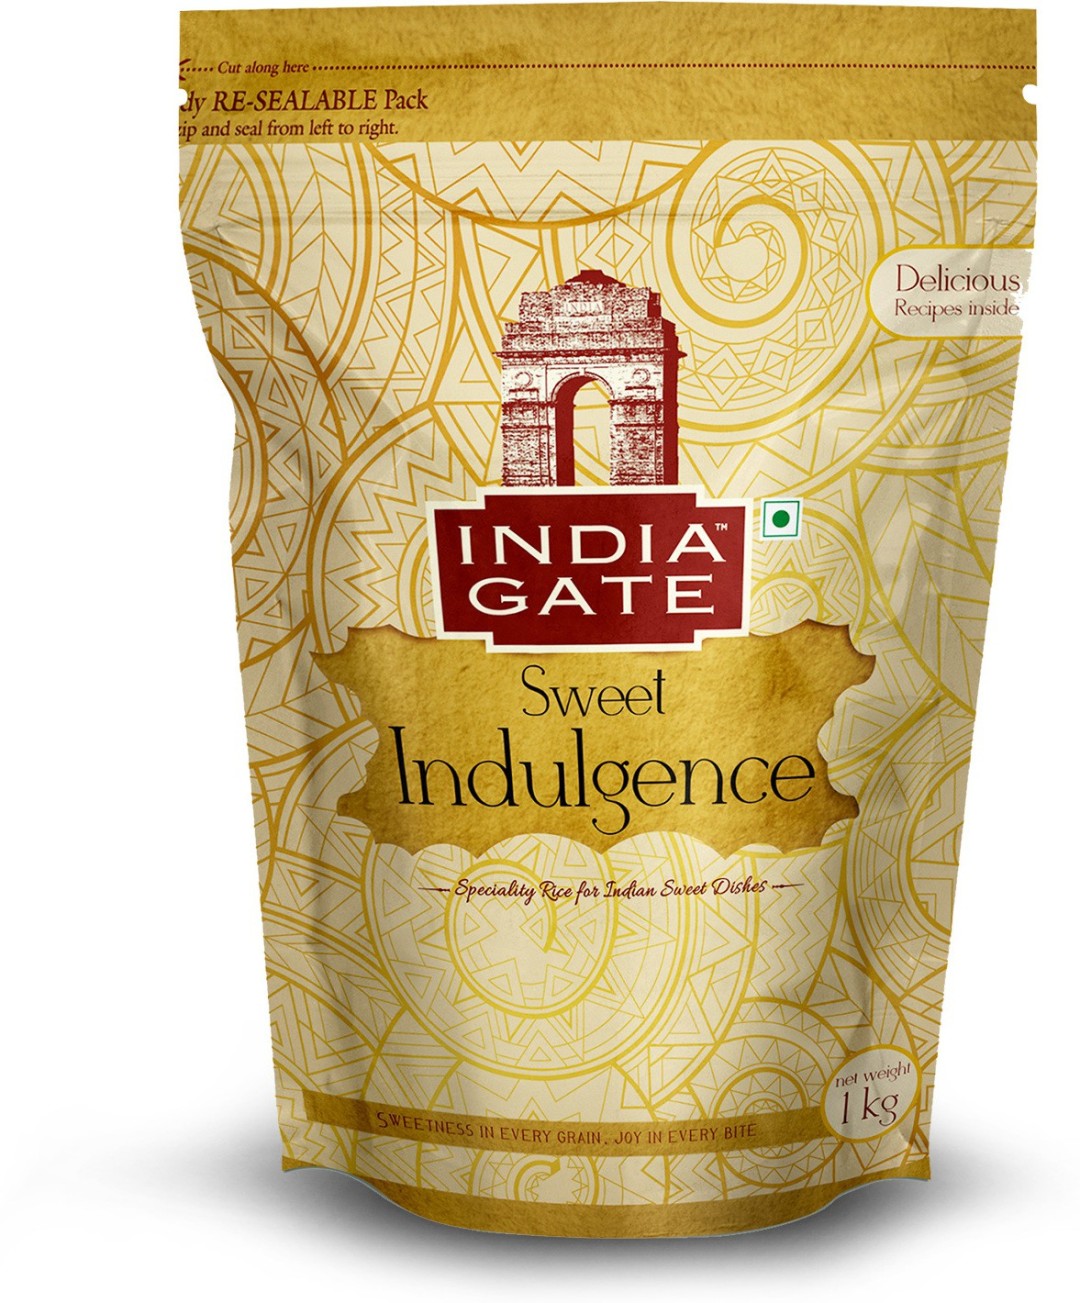 Cut along here
dy RE-SEALABLE Pack
zip and seal from left to right.
Delicious
Recipes inside
INDIA
INDIA™
GATE
Sweet
Indulgence
Speciality Rice for Indian Sweet Dishes
net weight
1 kg
SWEETNESS IN EVERY GRAIN, JOY IN EVERY BITE